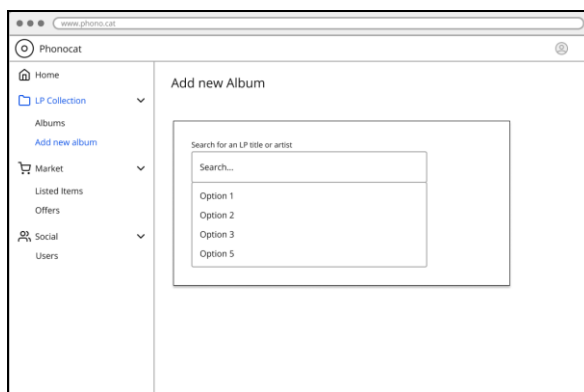 www.phono.cat
Phonocat
Home
LP Collection
Albums
Add new album
Market
Listed Items
Offers
Social
Users
Add new Album
Search for an LP title or artist
Search...
Option 1
Option 2
Option 3
Option 5